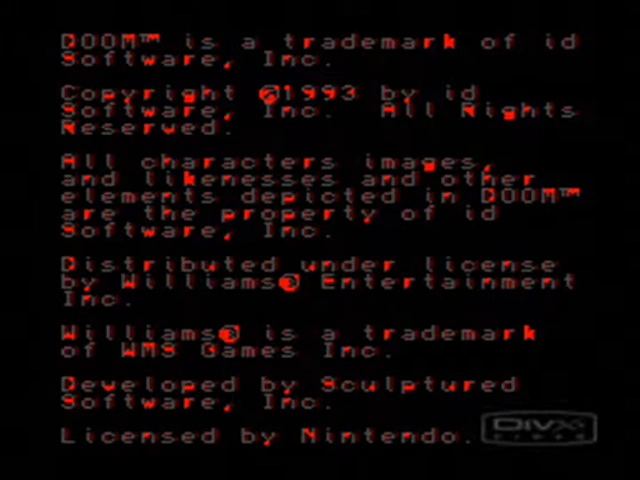 DOOM™ is a trademark of id
Software, Inc.
Copyright ©1993 by id
Software, Inc. All Rights
Reserved.
All characters images,
and likenesses and other
elements depicted in DOOM™
are the property of id
Software, Inc.
Distributed under license
by Williams® Entertainment
Inc.
Williams® is a trademark
of WMS Games Inc.
Developed by Sculptured
Software, Inc.
Licensed by Nintendo.
DivX
VIDEO